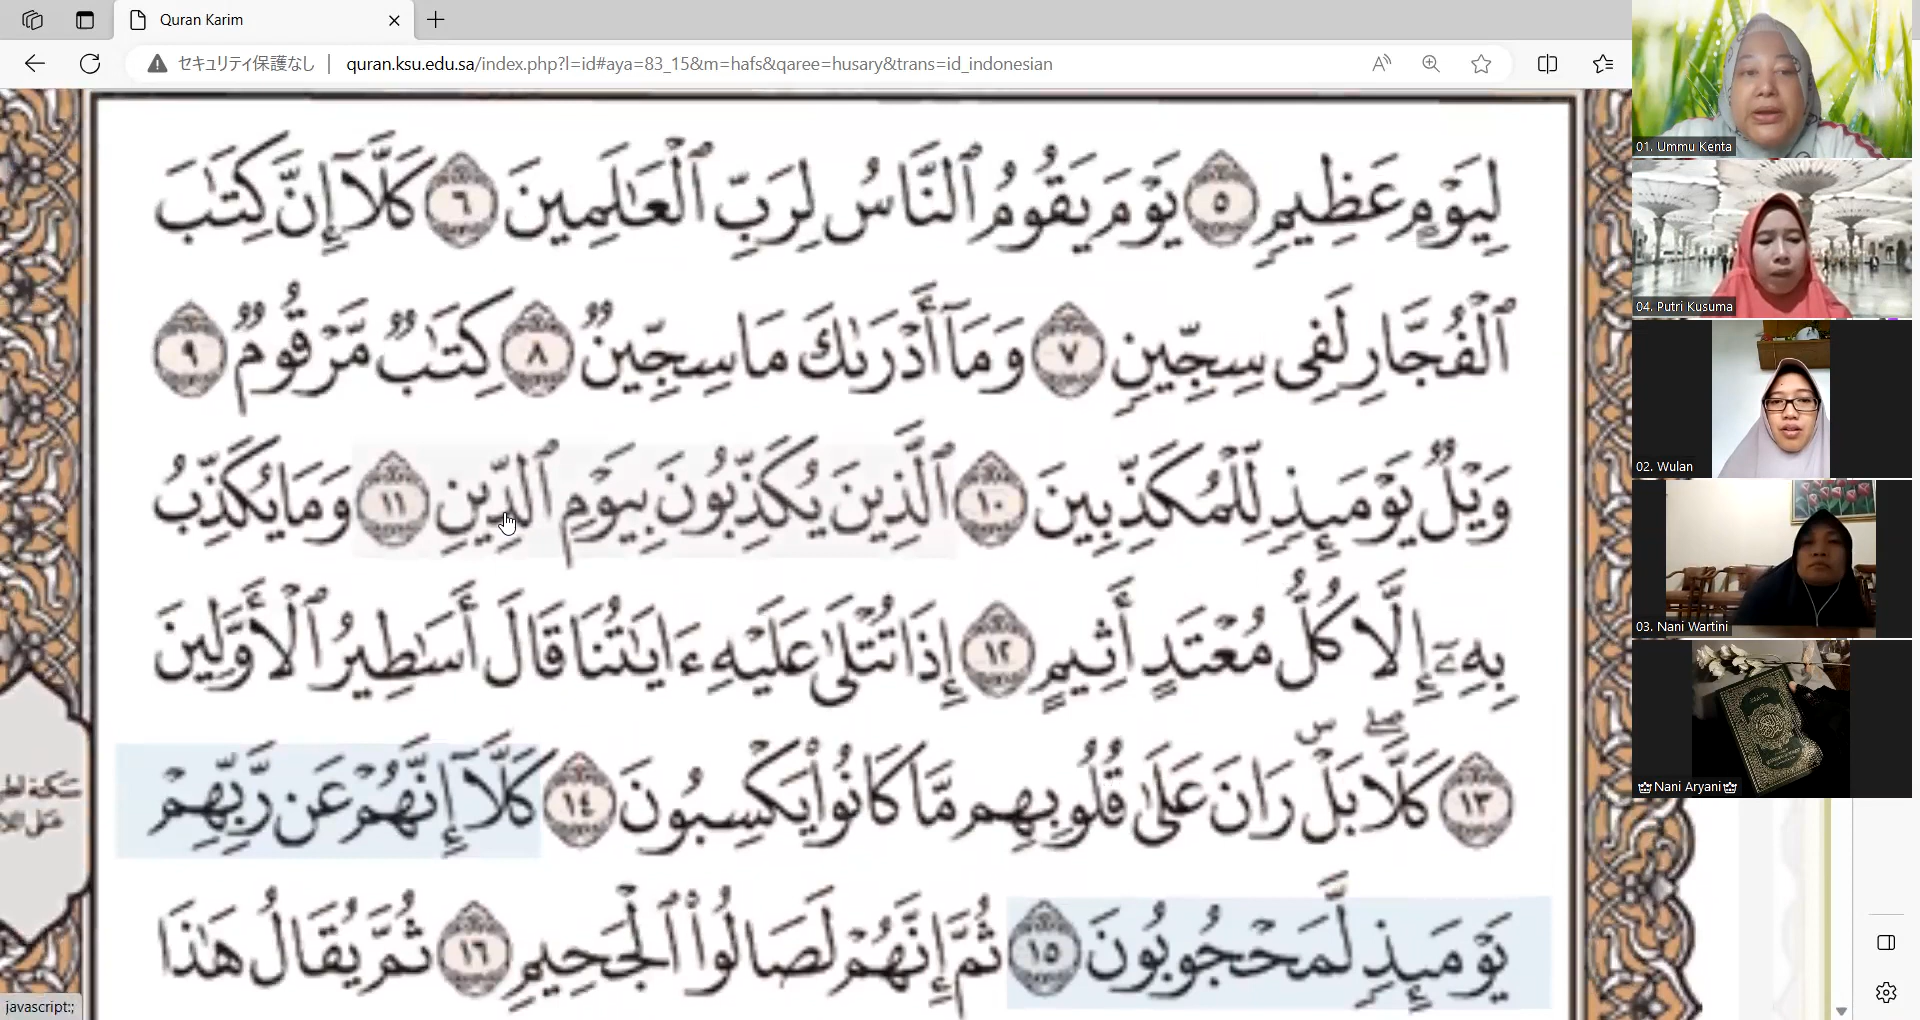 Quran Karim
セキュリティ保護なし
quran.ksu.edu.sa/index.php?l=id#aya=83_15&m=hafs&qaree=husary&trans=id_indonesian
لِيَوْمٍ عَظِيمٍ ٥ يَوْمَ يَقُومُ ٱلنَّاسُ لِرَبِّ ٱلْعَـٰلَمِينَ ٦ كَلَّآ إِنَّ كِتَـٰبَ
ٱلْفُجَّارِ لَفِى سِجِّينٍ ٧ وَمَآ أَدْرَىٰكَ مَا سِجِّينٌ ٨ كِتَـٰبٌ مَّرْقُومٌ ٩
وَيْلٌ يَوْمَئِذٍ لِّلْمُكَذِّبِينَ ١٠ ٱلَّذِينَ يُكَذِّبُونَ بِيَوْمِ ٱلدِّينِ ١١ وَمَا يُكَذِّبُ
بِهِۦٓ إِلَّا كُلُّ مُعْتَدٍ أَثِيمٍ ١٢ إِذَا تُتْلَىٰ عَلَيْهِ ءَايَـٰتُنَا قَالَ أَسَـٰطِيرُ ٱلْأَوَّلِينَ
١٣ كَلَّا ۖ بَلْ ۜ رَانَ عَلَىٰ قُلُوبِهِم مَّا كَانُوا۟ يَكْسِبُونَ ١٤ كَلَّآ إِنَّهُمْ عَن رَّبِّهِمْ
يَوْمَئِذٍ لَّمَحْجُوبُونَ ١٥ ثُمَّ إِنَّهُمْ لَصَالُوا۟ ٱلْجَحِيمِ ١٦ ثُمَّ يُقَالُ هَـٰذَا
javascript:;
01. Ummu Kenta
04. Putri Kusuma
02. Wulan
03. Nani Wartini
Nani Aryani